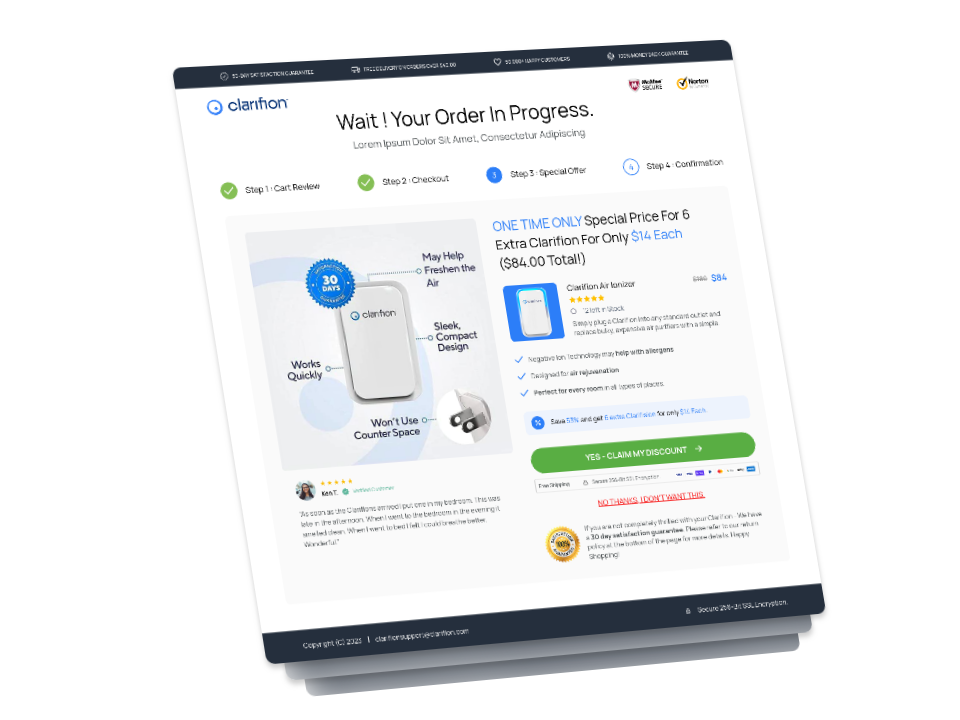 30-DAY SATISFACTION GUARANTEE
FREE DELIVERY ON ORDERS OVER $40.00
50.000+ HAPPY CUSTOMERS
100% MONEY BACK GUARANTEE
clarifion
McAfee
SECURE
Norton
Wait ! Your Order In Progress.
Lorem Ipsum Dolor Sit Amet, Consectetur Adipiscing
Step 1 : Cart Review
Step 2 : Checkout
3
Step 3 : Special Offer
4
Step 4 : Confirmation
30
DAYS
GUARANTEE
clarifion
May Help
Freshen the
Air
Sleek,
Compact
Design
Works
Quickly
Won't Use
Counter Space
ONE TIME ONLY Special Price For 6
Extra Clarifion For Only $14 Each
($84.00 Total!)
Clarifion Air Ionizer
$180 $84
12 left in Stock
Simply plug a Clarifion into any standard outlet and
replace bulky, expensive air purifiers with a simple
Negative Ion Technology may help with allergens
Designed for air rejuvenation
Perfect for every room in all types of places.
Save 53% and get 6 extra Clarifision for only $14 Each.
YES - CLAIM MY DISCOUNT
Free Shipping
Secure 256-bit SSL Encryption
NO THANKS, I DON'T WANT THIS.
Ken T.
Verified Customer
"As soon as the Clarifions arrived I put one in my bedroom. This was
late in the afternoon. When I went to the bedroom in the evening it
smelled clean. When I went to bed I felt I could breathe better.
Wonderful."
100%
If you are not completely thrilled with your Clarifion - We have
a 30 day satisfaction guarantee. Please refer to our return
policy at the bottom of the page for more details. Happy
Shopping!
Copyright (C) 2023 | clarifionsupport@clarifion.com
Secure 256-bit SSL Encryption.